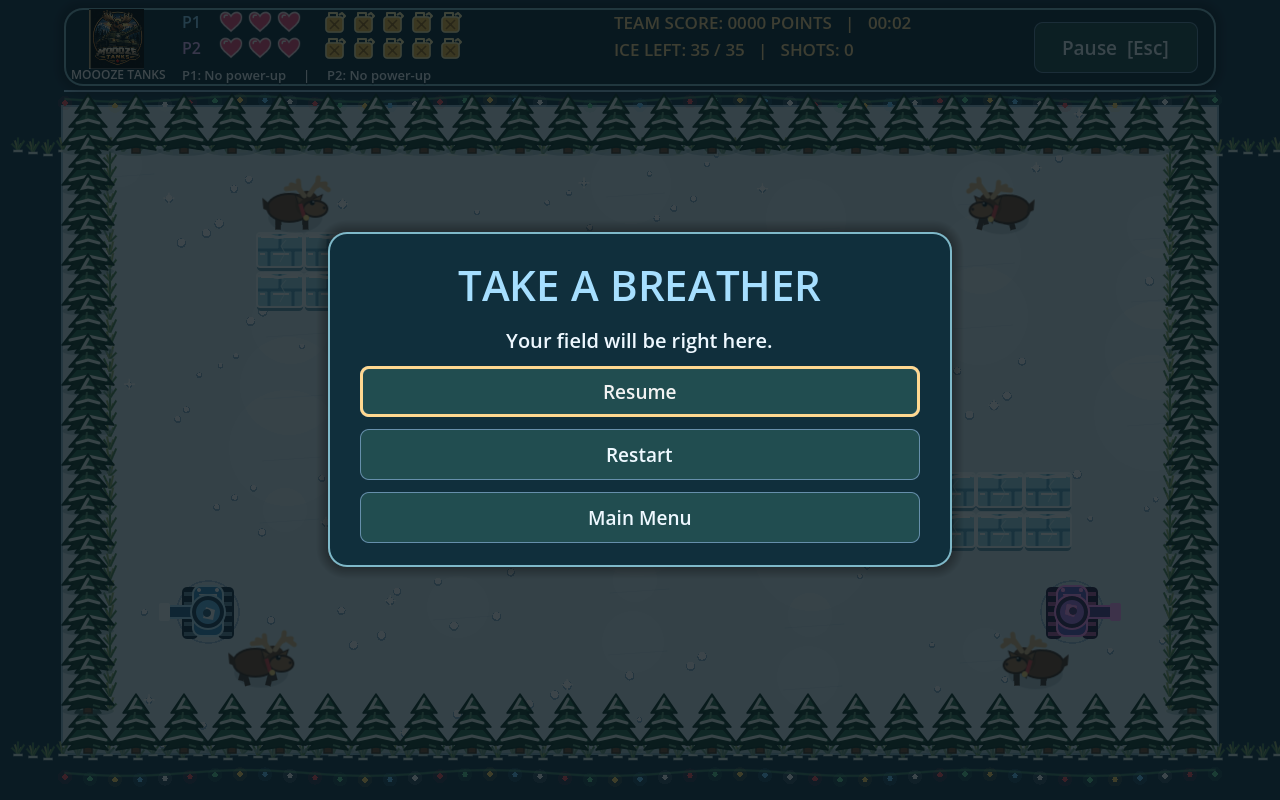 P1
TEAM SCORE: 0000 POINTS | 00:02
MOOOZE
TANKS
P2
ICE LEFT: 35 / 35 | SHOTS: 0
Pause [Esc]
MOOOZE TANKS
P1: No power-up | P2: No power-up
TAKE A BREATHER
Your field will be right here.
Resume
Restart
Main Menu